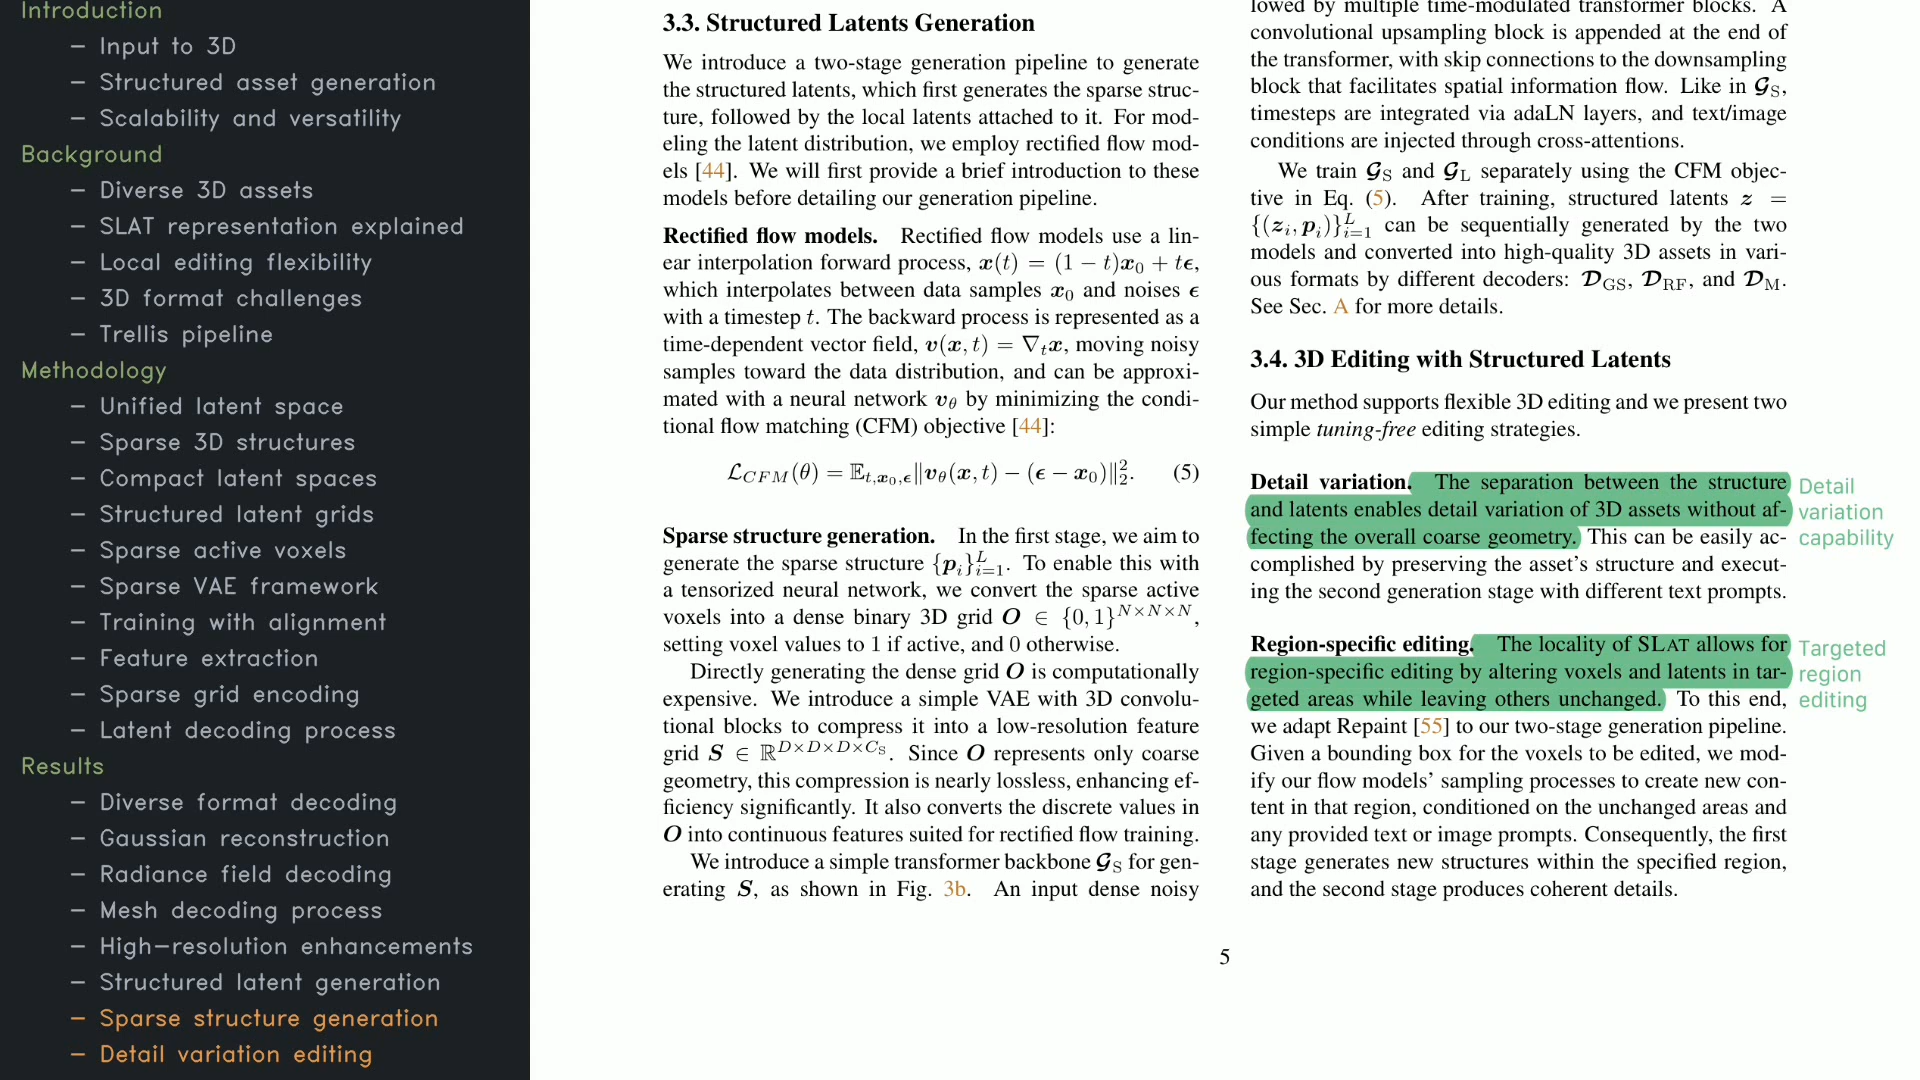 Introduction
– Input to 3D
– Structured asset generation
– Scalability and versatility
Background
– Diverse 3D assets
– SLAT representation explained
– Local editing flexibility
– 3D format challenges
– Trellis pipeline
Methodology
– Unified latent space
– Sparse 3D structures
– Compact latent spaces
– Structured latent grids
– Sparse active voxels
– Sparse VAE framework
– Training with alignment
– Feature extraction
– Sparse grid encoding
– Latent decoding process
Results
– Diverse format decoding
– Gaussian reconstruction
– Radiance field decoding
– Mesh decoding process
– High-resolution enhancements
– Structured latent generation
– Sparse structure generation
– Detail variation editing
3.3. Structured Latents Generation
We introduce a two-stage generation pipeline to generate
the structured latents, which first generates the sparse struc-
ture, followed by the local latents attached to it. For mod-
eling the latent distribution, we employ rectified flow mod-
els [44]. We will first provide a brief introduction to these
models before detailing our generation pipeline.
Rectified flow models. Rectified flow models use a lin-
ear interpolation forward process, x(t) = (1 − t)x₀ + tϵ,
which interpolates between data samples x₀ and noises ϵ
with a timestep t. The backward process is represented as a
time-dependent vector field, v(x, t) = ∇ₜx, moving noisy
samples toward the data distribution, and can be approxi-
mated with a neural network v_θ by minimizing the condi-
tional flow matching (CFM) objective [44]:
ℒ_CFM(θ) = 𝔼_{t,x₀,ϵ}‖v_θ(x, t) − (ϵ − x₀)‖₂². (5)
Sparse structure generation. In the first stage, we aim to
generate the sparse structure {p_i}_{i=1}^L. To enable this with
a tensorized neural network, we convert the sparse active
voxels into a dense binary 3D grid O ∈ {0, 1}^{N×N×N},
setting voxel values to 1 if active, and 0 otherwise.
Directly generating the dense grid O is computationally
expensive. We introduce a simple VAE with 3D convolu-
tional blocks to compress it into a low-resolution feature
grid S ∈ ℝ^{D×D×D×C_S}. Since O represents only coarse
geometry, this compression is nearly lossless, enhancing ef-
ficiency significantly. It also converts the discrete values in
O into continuous features suited for rectified flow training.
We introduce a simple transformer backbone 𝓖_S for gen-
erating S, as shown in Fig. 3b. An input dense noisy
lowed by multiple time-modulated transformer blocks. A
convolutional upsampling block is appended at the end of
the transformer, with skip connections to the downsampling
block that facilitates spatial information flow. Like in 𝓖_S,
timesteps are integrated via adaLN layers, and text/image
conditions are injected through cross-attentions.
We train 𝓖_S and 𝓖_L separately using the CFM objec-
tive in Eq. (5). After training, structured latents z =
{(z_i, p_i)}_{i=1}^L can be sequentially generated by the two
models and converted into high-quality 3D assets in vari-
ous formats by different decoders: 𝓓_GS, 𝓓_RF, and 𝓓_M.
See Sec. A for more details.
3.4. 3D Editing with Structured Latents
Our method supports flexible 3D editing and we present two
simple tuning-free editing strategies.
Detail variation. The separation between the structure
and latents enables detail variation of 3D assets without af-
fecting the overall coarse geometry. This can be easily ac-
complished by preserving the asset's structure and execut-
ing the second generation stage with different text prompts.
Region-specific editing. The locality of SLAT allows for
region-specific editing by altering voxels and latents in tar-
geted areas while leaving others unchanged. To this end,
we adapt Repaint [55] to our two-stage generation pipeline.
Given a bounding box for the voxels to be edited, we mod-
ify our flow models' sampling processes to create new con-
tent in that region, conditioned on the unchanged areas and
any provided text or image prompts. Consequently, the first
stage generates new structures within the specified region,
and the second stage produces coherent details.
Detail
variation
capability
Targeted
region
editing
5